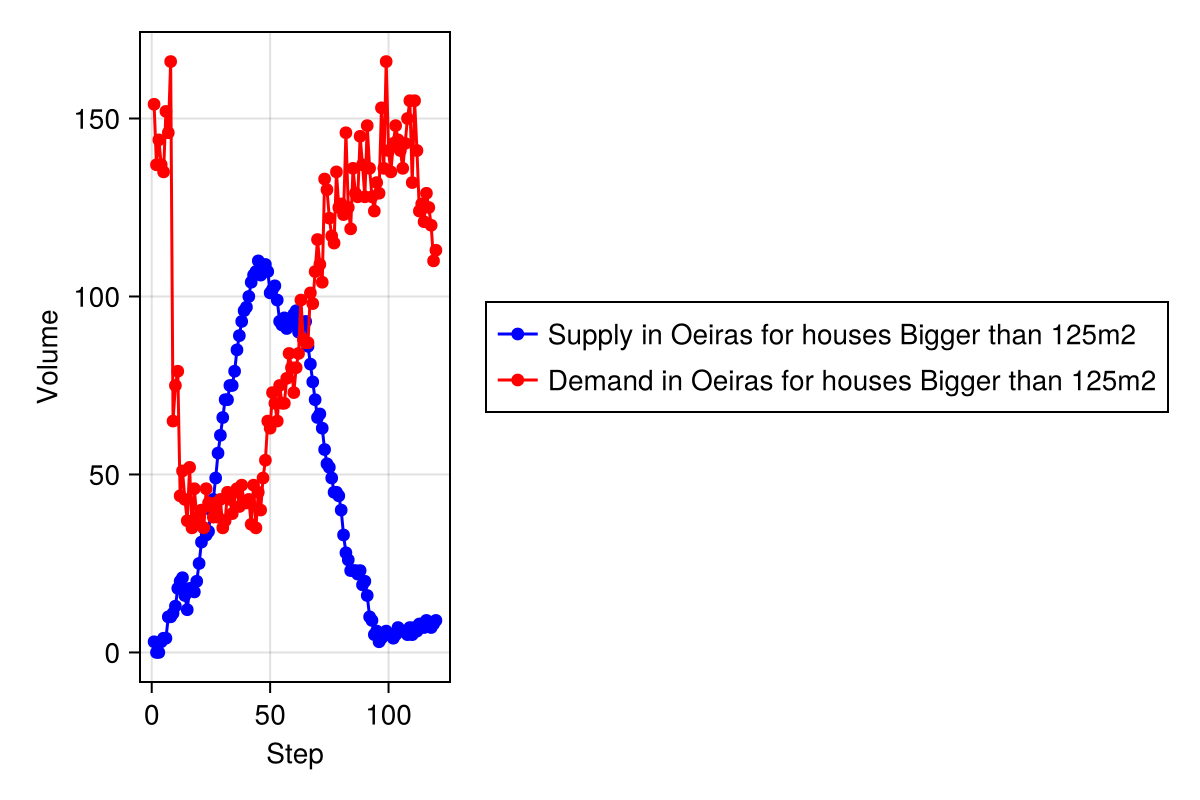 150
100
50
0
Volume
0 50 100
Step
Supply in Oeiras for houses Bigger than 125m2
Demand in Oeiras for houses Bigger than 125m2